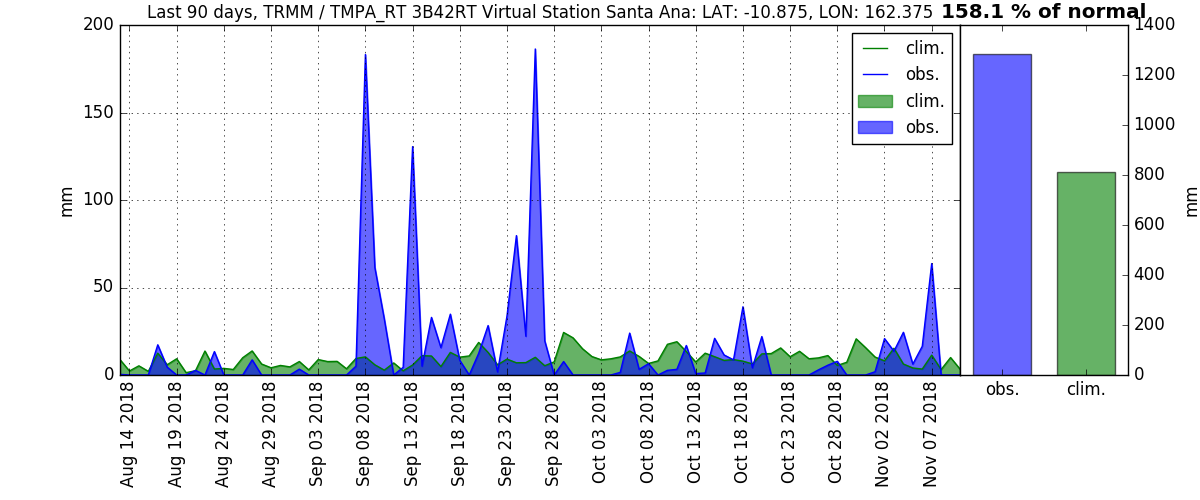 Last 90 days, TRMM / TMPA_RT 3B42RT Virtual Station Santa Ana: LAT: -10.875, LON: 162.375 158.1 % of normal
200
150
100
50
0
mm
clim.
obs.
clim.
obs.
1400
1200
1000
800
600
400
200
0
mm
obs.
clim.
Aug 14 2018
Aug 19 2018
Aug 24 2018
Aug 29 2018
Sep 03 2018
Sep 08 2018
Sep 13 2018
Sep 18 2018
Sep 23 2018
Sep 28 2018
Oct 03 2018
Oct 08 2018
Oct 13 2018
Oct 18 2018
Oct 23 2018
Oct 28 2018
Nov 02 2018
Nov 07 2018